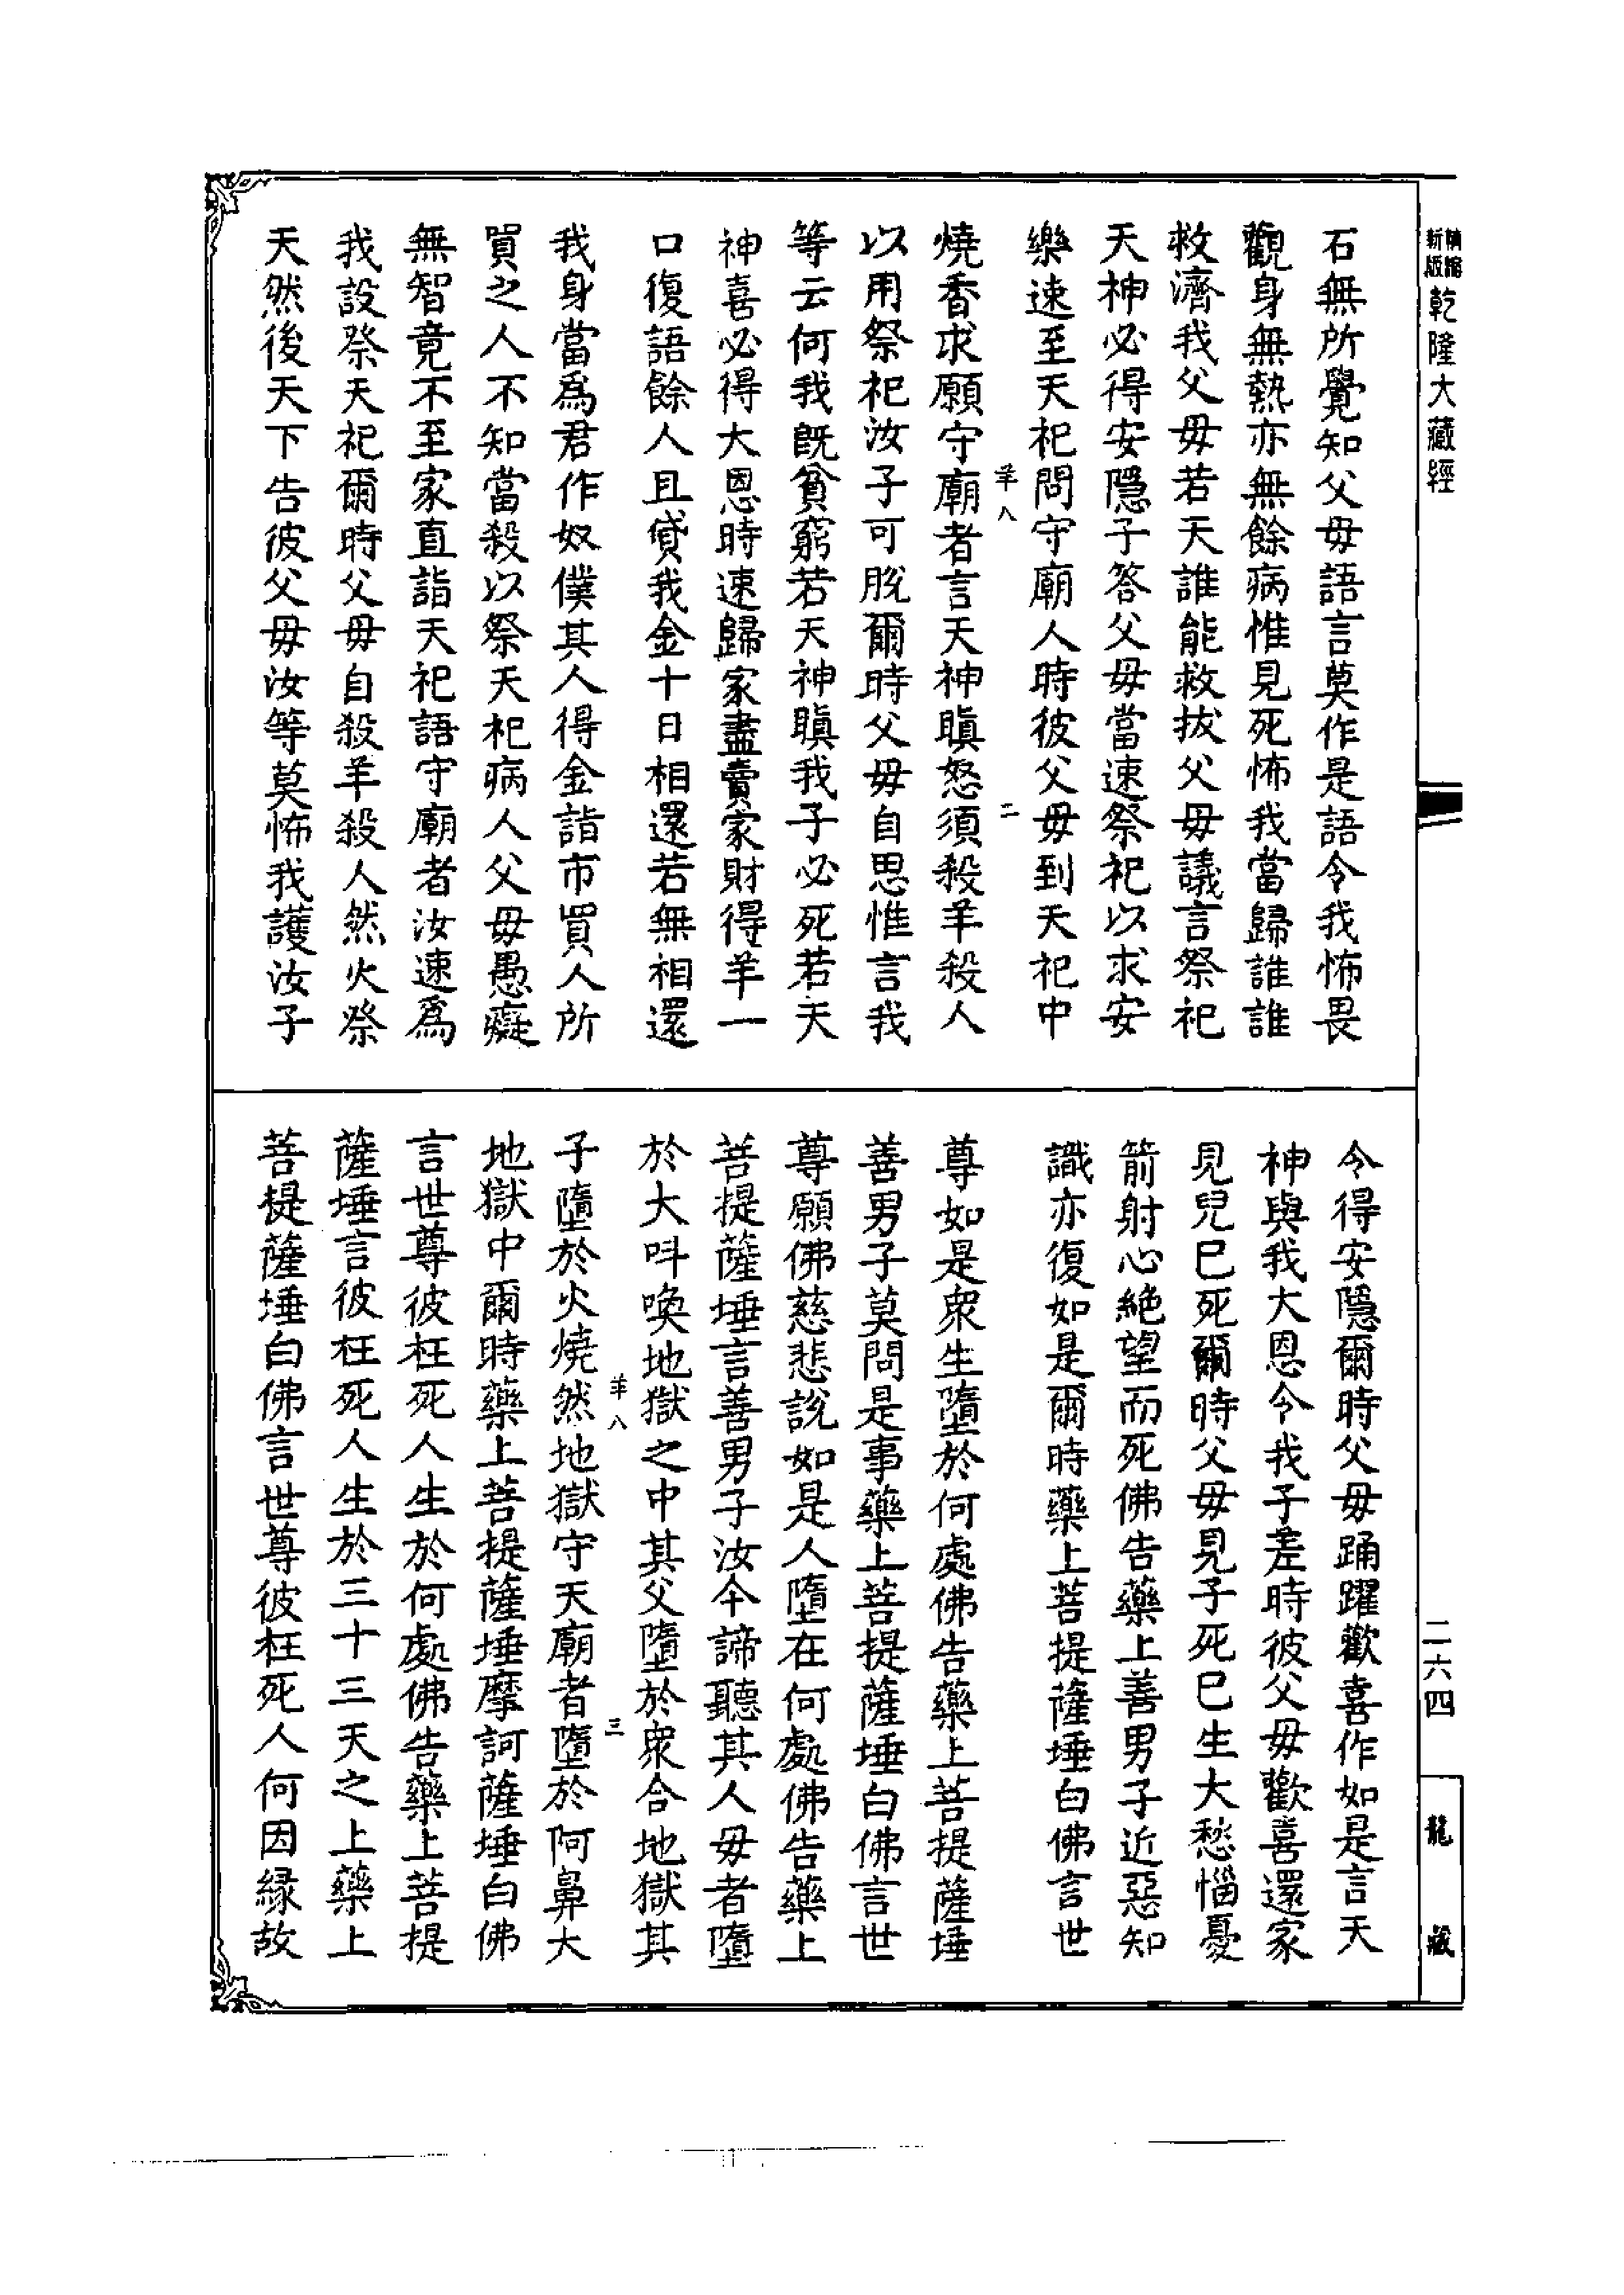 新版
精縮
乾隆大藏經
石無所覺知父母語言莫作是語令我怖畏
觀身無熱亦無餘病惟見死怖我當歸誰誰
救濟我父母若天誰能救拔父母議言祭祀
天神必得安隱子答父母當速祭祀以求安
樂速至天祀問守廟人時彼父母到天祀中
羊八 二
燒香求願守廟者言天神瞋怒須殺羊殺人
以用祭祀汝子可脫爾時父母自思惟言我
等云何我既貧窮若天神瞋我子必死若天
神喜必得大恩時速歸家盡賣家財得羊一
口復語餘人且貸我金十日相還若無相還
我身當爲君作奴僕其人得金詣市買人所
買之人不知當殺以祭天祀病人父母愚癡
無智竟不至家直詣天祀語守廟者汝速爲
我設祭天祀爾時父母自殺羊殺人然火祭
天然後天下告彼父母汝等莫怖我護汝子
令得安隱爾時父母踊躍歡喜作如是言天
神與我大恩令我子差時彼父母歡喜還家
見兒已死爾時父母見子死已生大愁惱憂
箭射心絕望而死佛告藥上善男子近惡知
識亦復如是爾時藥上菩提薩埵白佛言世
尊如是衆生墮於何處佛告藥上菩提薩埵
善男子莫問是事藥上菩提薩埵白佛言世
尊願佛慈悲說如是人墮在何處佛告藥上
菩提薩埵言善男子汝今諦聽其人母者墮
於大呌喚地獄之中其父墮於衆合地獄其
羊八 三
子墮於火燒然地獄守天廟者墮於阿鼻大
地獄中爾時藥上菩提薩埵摩訶薩埵白佛
言世尊彼枉死人生於何處佛告藥上菩提
薩埵言彼枉死人生於三十三天之上藥上
菩提薩埵白佛言世尊彼枉死人何因緣故
二六四
龍藏